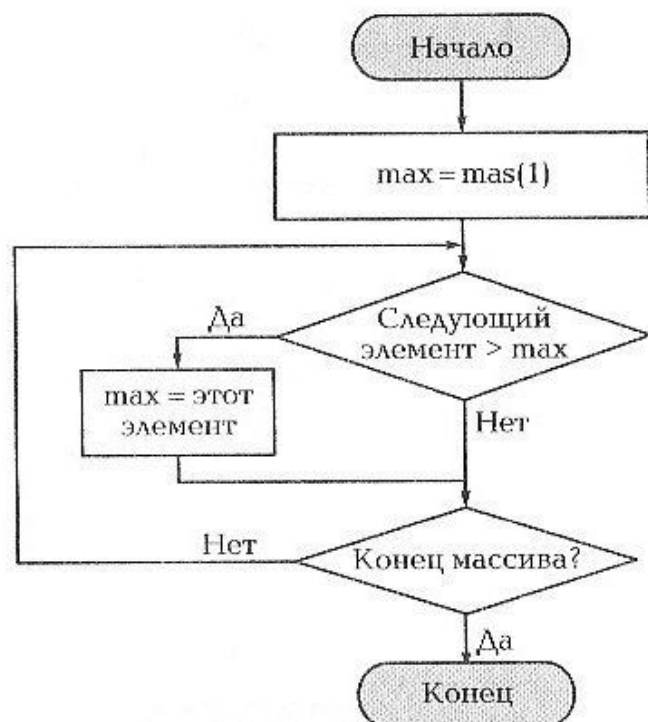 Начало
max = mas(1)
Следующий
элемент > max
Да
max = этот
элемент
Нет
Конец массива?
Нет
Да
Конец